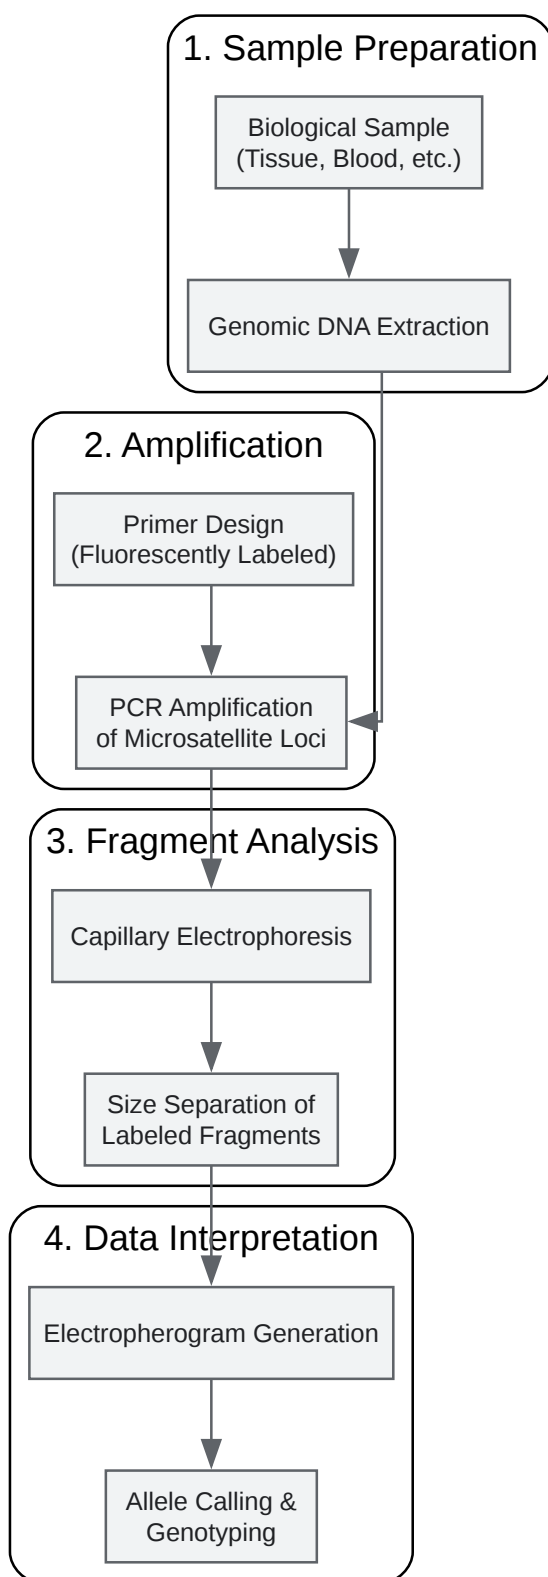 1. Sample Preparation
Biological Sample
(Tissue, Blood, etc.)
Genomic DNA Extraction
2. Amplification
Primer Design
(Fluorescently Labeled)
PCR Amplification
of Microsatellite Loci
3. Fragment Analysis
Capillary Electrophoresis
Size Separation of
Labeled Fragments
4. Data Interpretation
Electropherogram Generation
Allele Calling &
Genotyping